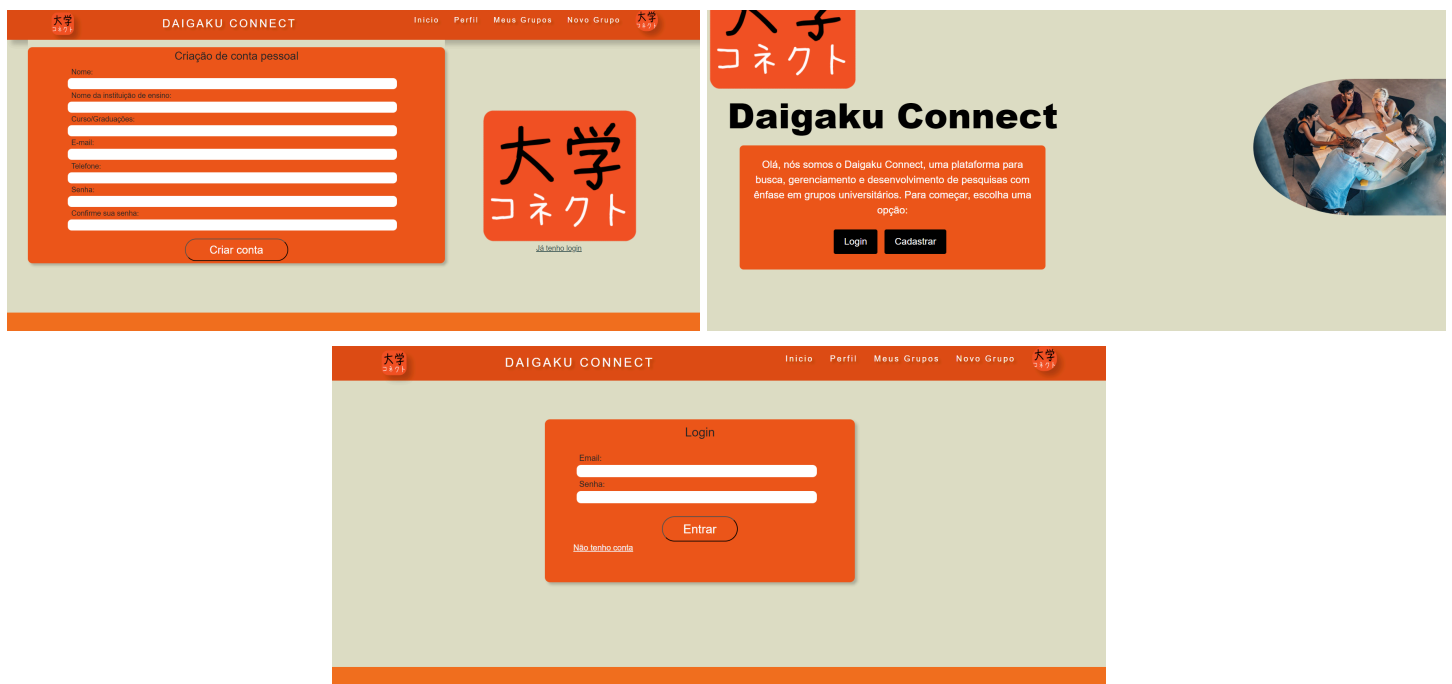 大学
コネクト
DAIGAKU CONNECT
Inicio Perfil Meus Grupos Novo Grupo
大学
コネクト
Criação de conta pessoal
Nome:
Nome da instituição de ensino:
Curso/Graduações:
E-mail:
Telefone:
Senha:
Confirme sua senha:
Criar conta
大学
コネクト
Já tenho login
大学
コネクト
Daigaku Connect
Olá, nós somos o Daigaku Connect, uma plataforma para
busca, gerenciamento e desenvolvimento de pesquisas com
ênfase em grupos universitários. Para começar, escolha uma
opção:
Login Cadastrar
大学
コネクト
DAIGAKU CONNECT
Inicio Perfil Meus Grupos Novo Grupo
大学
コネクト
Login
Email:
Senha:
Entrar
Não tenho conta